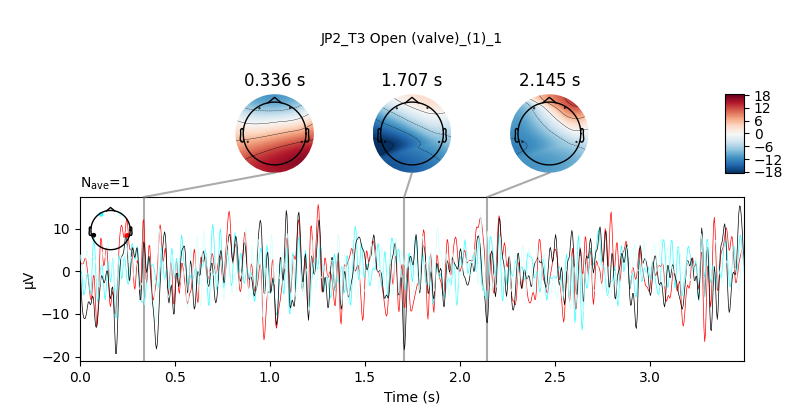 JP2_T3 Open (valve)_(1)_1
0.336 s 1.707 s 2.145 s
18
12
6
0
−6
−12
−18
Nave=1
10
0
−10
−20
µV
0.0 0.5 1.0 1.5 2.0 2.5 3.0
Time (s)